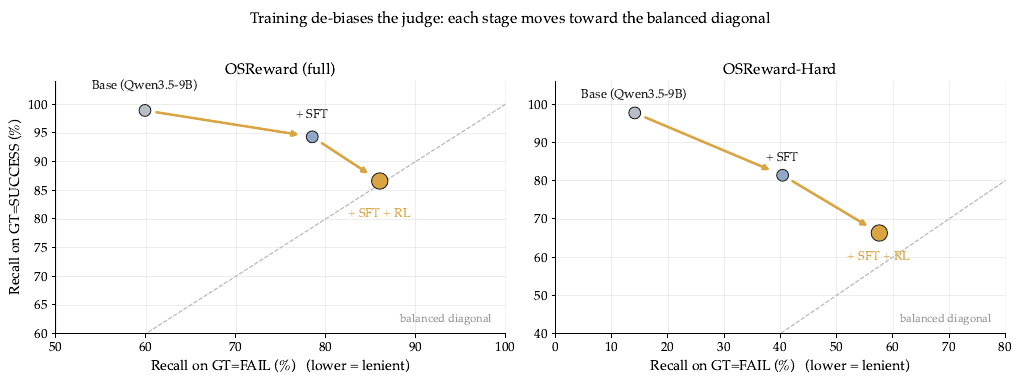 Training de-biases the judge: each stage moves toward the balanced diagonal
OSReward (full)
Base (Qwen3.5-9B)
+ SFT
+ SFT + RL
balanced diagonal
100
95
90
85
80
75
70
65
60
50
60
70
80
90
100
Recall on GT=SUCCESS (%)
Recall on GT=FAIL (%) (lower = lenient)
OSReward-Hard
Base (Qwen3.5-9B)
+ SFT
+ SFT + RL
balanced diagonal
100
90
80
70
60
50
40
0
10
20
30
40
50
60
70
80
Recall on GT=FAIL (%) (lower = lenient)